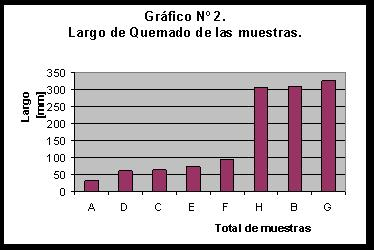 Gráfico Nº 2.
Largo de Quemado de las muestras.
Largo
[mm]
350
300
250
200
150
100
50
0
A D C E F H B G
Total de muestras